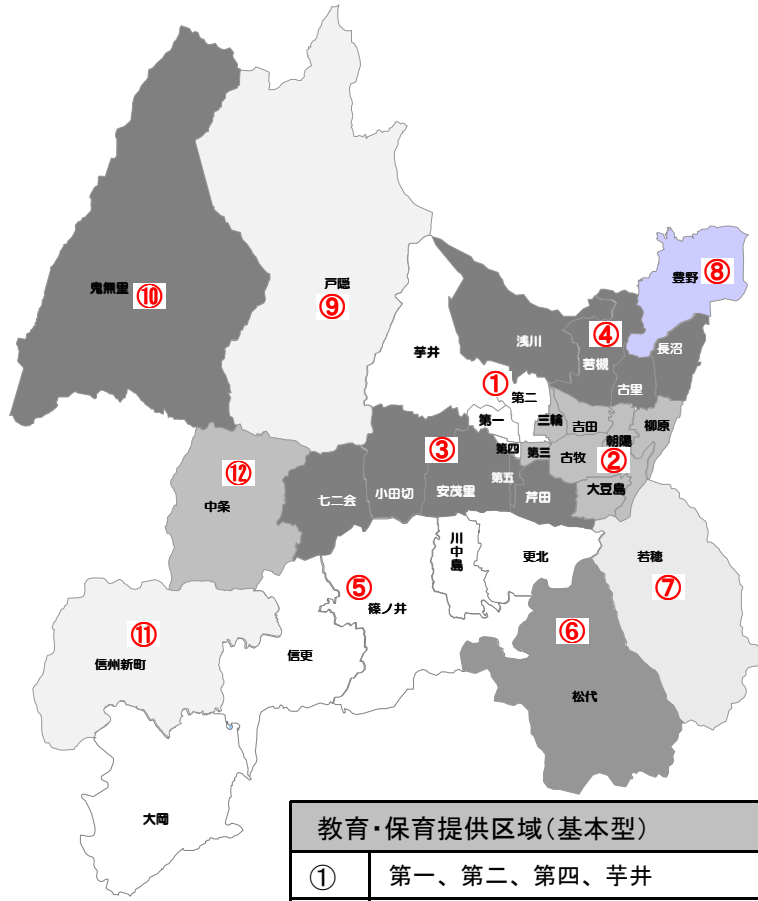 豊野 ⑧
鬼無里 ⑩
戸隠
⑨
浅川
④
若槻
長沼
古里
芋井
①
第二
第一
三輪
吉田
柳原
朝陽
第四
第三
古牧
②
③
⑫
中条
七二会
小田切
安茂里
第五
芹田
大豆島
川中島
更北
若穂
⑦
⑤
篠ノ井
⑥
⑪
信州新町
信更
松代
大岡
教育・保育提供区域(基本型)
① 第一、第二、第四、芋井